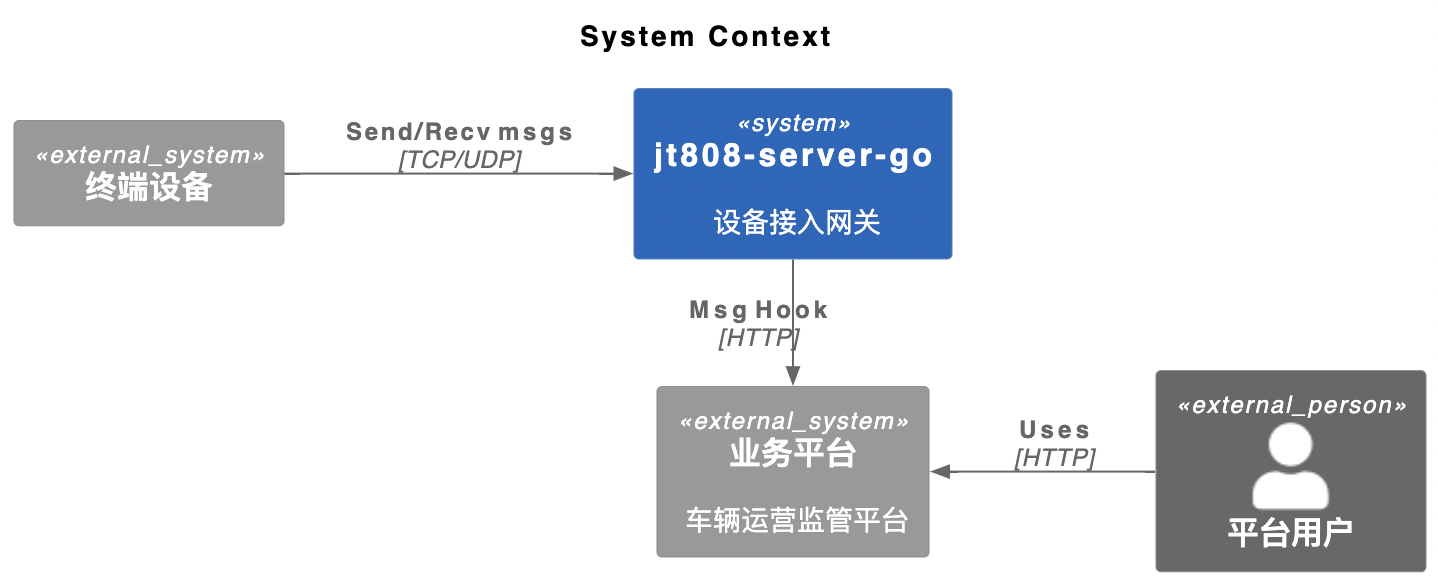 System Context
«external_system»
终端设备
Send/Recv msgs
[TCP/UDP]
«system»
jt808-server-go
设备接入网关
Msg Hook
[HTTP]
«external_system»
业务平台
车辆运营监管平台
Uses
[HTTP]
«external_person»
平台用户